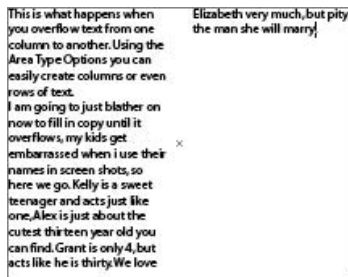 This is what happens when
you overflow text from one
column to another. Using the
Area Type Options you can
easily create columns or even
rows of text.
I am going to just blather on
now to fill in copy until it
overflows, my kids get
embarrassed when i use their
names in screen shots, so
here we go. Kelly is a sweet
teenager and acts just like
one, Alex is just about the
cutest thirteen year old you
can find. Grant is only 4, but
acts like he is thirty. We love
Elizabeth very much, but pity
the man she will marry,